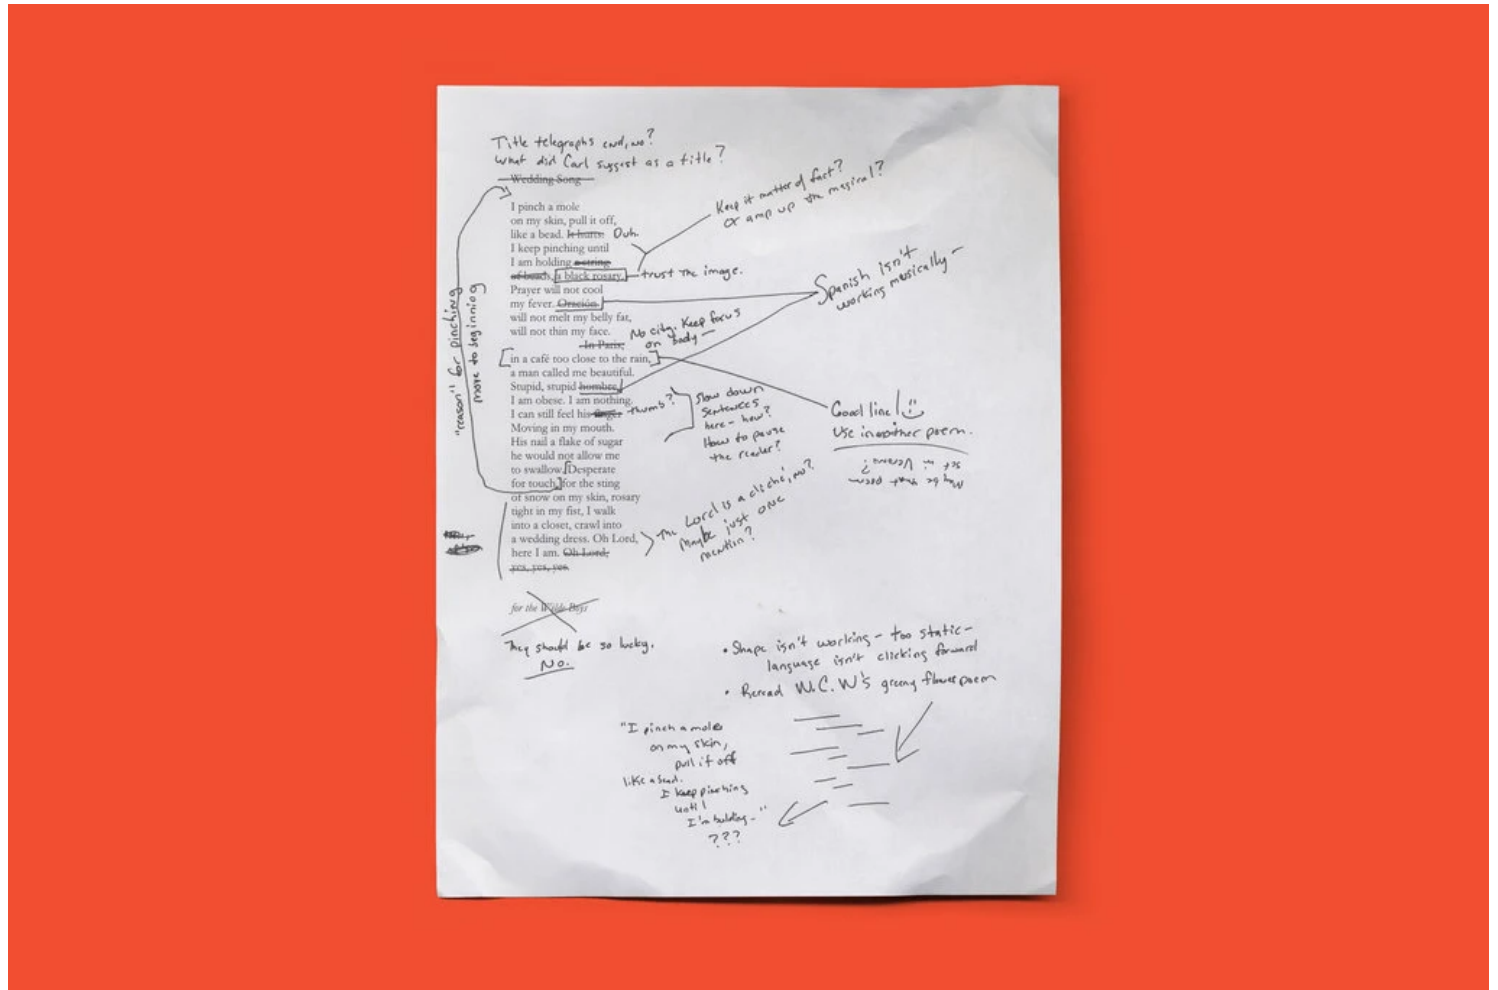 Title telegraphs end, no?
What did Carl suggest as a title?
Wedding Song
I pinch a mole
on my skin, pull it off,
like a bead. It hurts. Duh.
I keep pinching until
I am holding a string
of beads, a black rosary.
Prayer will not cool
my fever. Oración
will not melt my belly fat,
will not thin my face.
In Paris,
in a café too close to the rain,
a man called me beautiful.
Stupid, stupid hombre,
I am obese. I am nothing.
I can still feel his finger thumb?
Moving in my mouth.
His nail a flake of sugar
he would not allow me
to swallow. Desperate
for touch, for the sting
of snow on my skin, rosary
tight in my fist, I walk
into a closet, crawl into
a wedding dress. Oh Lord,
here I am. Oh Lord,
yes, yes, yes.
for the Wilde Boys
They should be so lucky.
No.
"reason" for pinching
move to beginning
Keep it matter of fact?
or amp up the magical?
trust the image.
Spanish isn't
working musically –
No city. Keep focus
on body –
Slow down
sentences
here – how?
How to pause
the reader?
Good line!
Use in another poem.
Maybe that poem
set in Verona?
The Lord is a cliché, no?
Maybe just one
mention?
• Shape isn't working – too static –
language isn't clicking forward
• Reread W.C.W's greeny flower poem
"I pinch a mole
on my skin,
pull it off
like a bead.
I keep pinching
until
I'm holding – "
???